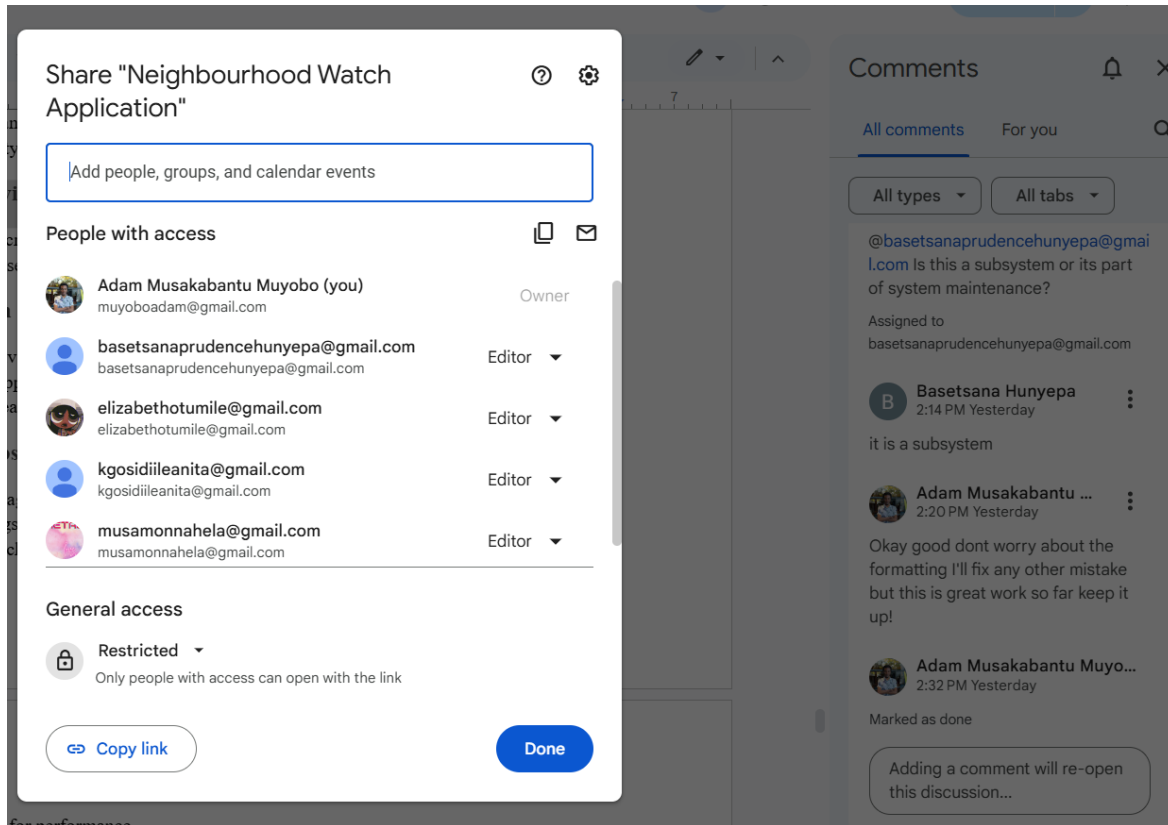 Share "Neighbourhood Watch
Application"
Add people, groups, and calendar events
People with access
Adam Musakabantu Muyobo (you)
muyoboadam@gmail.com
Owner
basetsanaprudencehunyepa@gmail.com
basetsanaprudencehunyepa@gmail.com
Editor
elizabethotumile@gmail.com
elizabethotumile@gmail.com
Editor
kgosidiileanita@gmail.com
kgosidiileanita@gmail.com
Editor
musamonnahela@gmail.com
musamonnahela@gmail.com
Editor
General access
Restricted
Only people with access can open with the link
Copy link
Done
for performance
7
Comments
All comments
For you
All types
All tabs
@basetsanaprudencehunyepa@gmai
l.com Is this a subsystem or its part
of system maintenance?
Assigned to
basetsanaprudencehunyepa@gmail.com
B
Basetsana Hunyepa
2:14 PM Yesterday
it is a subsystem
Adam Musakabantu ...
2:20 PM Yesterday
Okay good dont worry about the
formatting I'll fix any other mistake
but this is great work so far keep it
up!
Adam Musakabantu Muyo...
2:32 PM Yesterday
Marked as done
Adding a comment will re-open
this discussion...